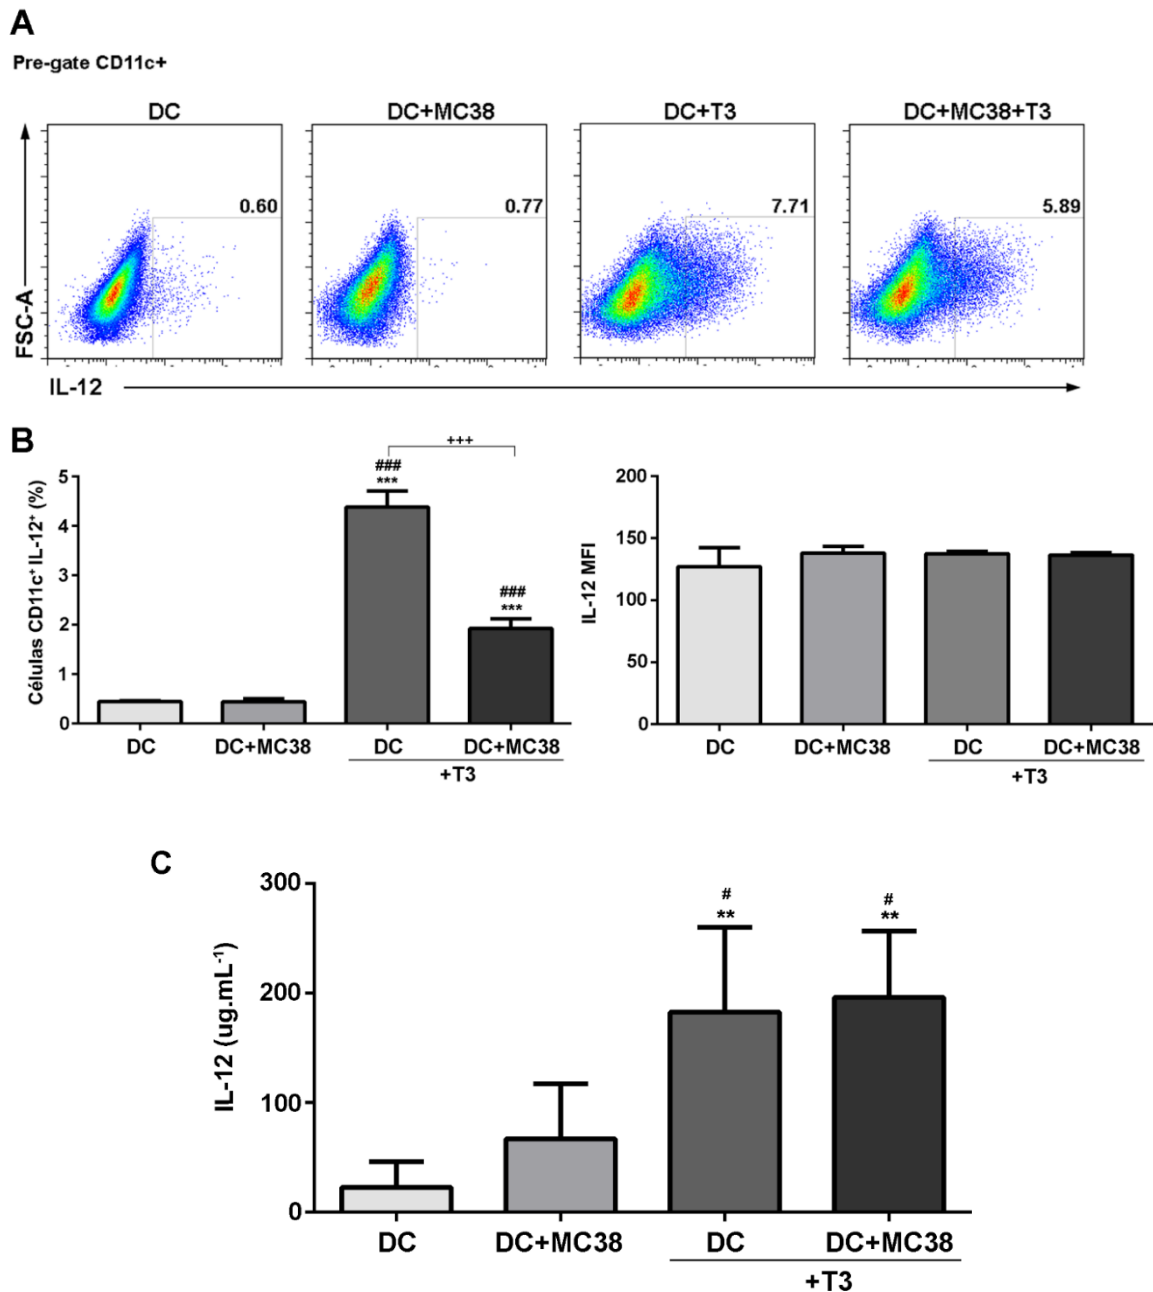 A
Pre-gate CD11c+
DC
DC+MC38
DC+T3
DC+MC38+T3
0.60
0.77
7.71
5.89
FSC-A
IL-12
B
+++
###
***
###
***
Células CD11c⁺ IL-12⁺ (%)
5
4
3
2
1
0
DC
DC+MC38
DC
DC+MC38
+T3
IL-12 MFI
200
150
100
50
0
DC
DC+MC38
DC
DC+MC38
+T3
C
#
**
#
**
IL-12 (ug.mL⁻¹)
300
200
100
0
DC
DC+MC38
DC
DC+MC38
+T3